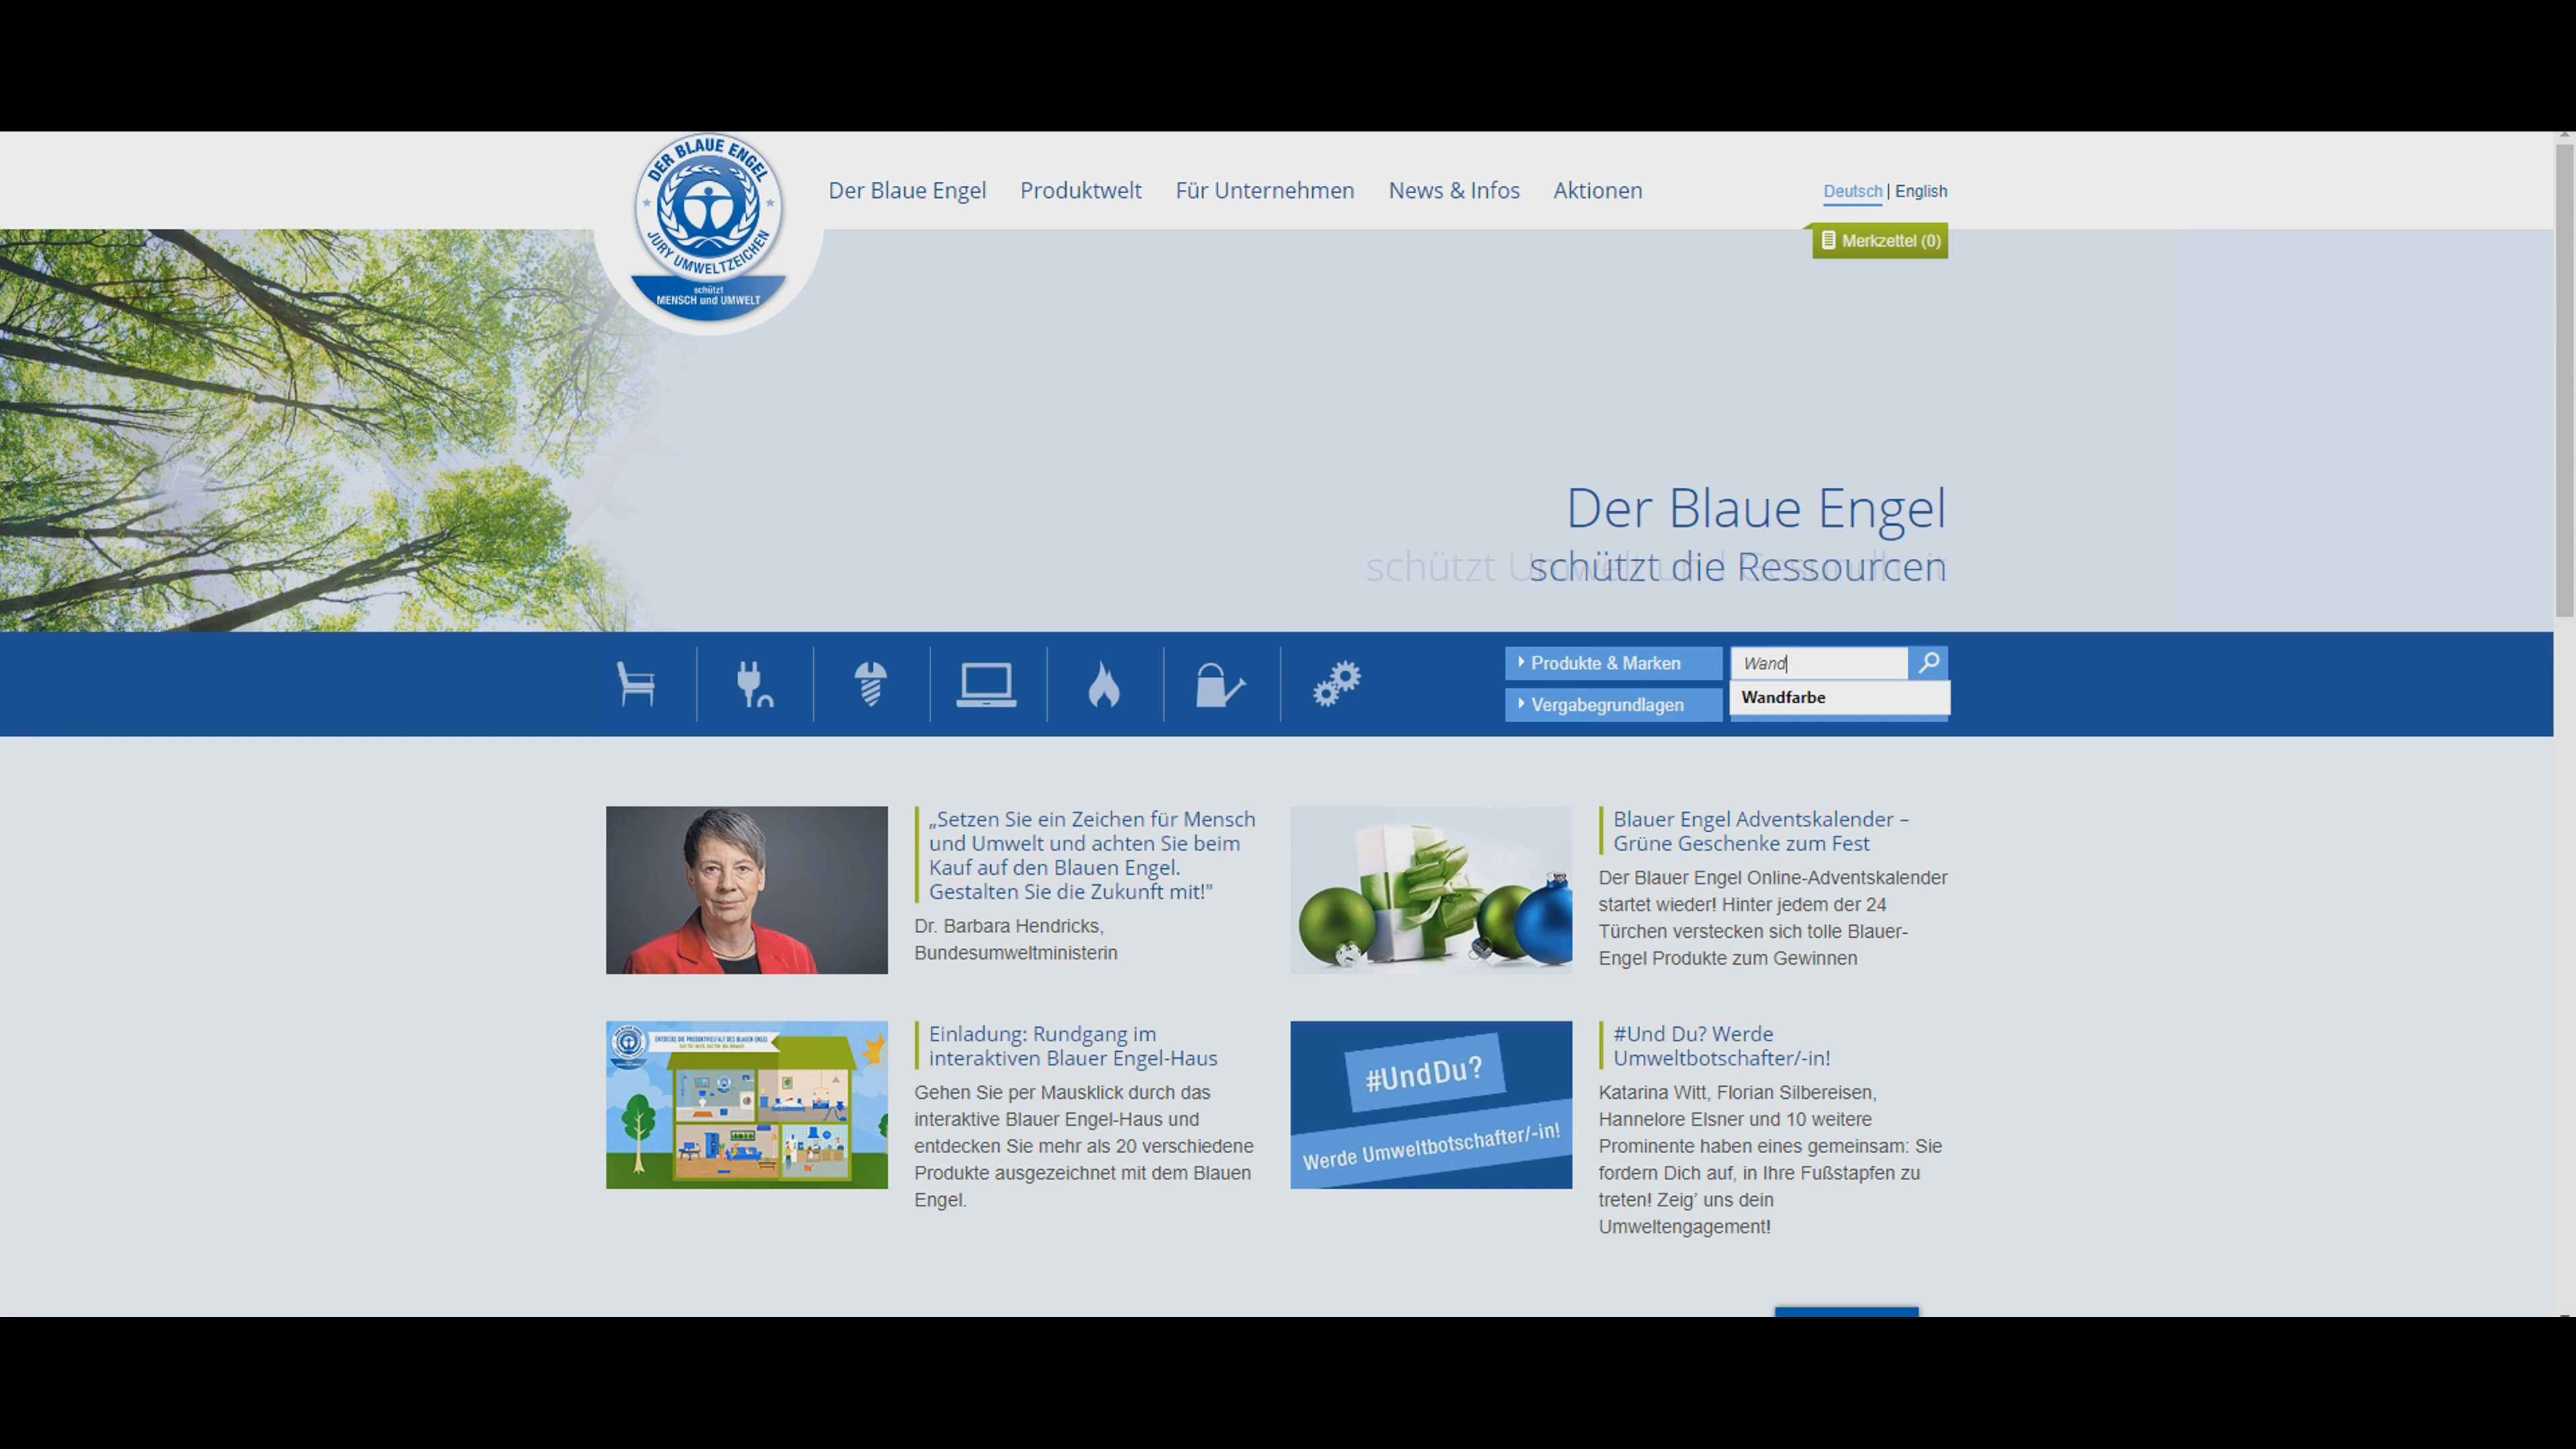 DER BLAUE ENGEL
JURY UMWELTZEICHEN
schützt
MENSCH und UMWELT
Der Blaue Engel
Produktwelt
Für Unternehmen
News & Infos
Aktionen
Deutsch | English
Merkzettel (0)
Der Blaue Engel
schützt die Ressourcen
Produkte & Marken
Vergabegrundlagen
Wand
Wandfarbe
„Setzen Sie ein Zeichen für Mensch
und Umwelt und achten Sie beim
Kauf auf den Blauen Engel.
Gestalten Sie die Zukunft mit!"
Dr. Barbara Hendricks,
Bundesumweltministerin
Blauer Engel Adventskalender –
Grüne Geschenke zum Fest
Der Blauer Engel Online-Adventskalender
startet wieder! Hinter jedem der 24
Türchen verstecken sich tolle Blauer-
Engel Produkte zum Gewinnen
ENTDECKE DIE PRODUKTVIELFALT DES BLAUEN ENGEL
Einladung: Rundgang im
interaktiven Blauer Engel-Haus
Gehen Sie per Mausklick durch das
interaktive Blauer Engel-Haus und
entdecken Sie mehr als 20 verschiedene
Produkte ausgezeichnet mit dem Blauen
Engel.
#UndDu?
Werde Umweltbotschafter/-in!
#Und Du? Werde
Umweltbotschafter/-in!
Katarina Witt, Florian Silbereisen,
Hannelore Elsner und 10 weitere
Prominente haben eines gemeinsam: Sie
fordern Dich auf, in Ihre Fußstapfen zu
treten! Zeig’ uns dein
Umweltengagement!